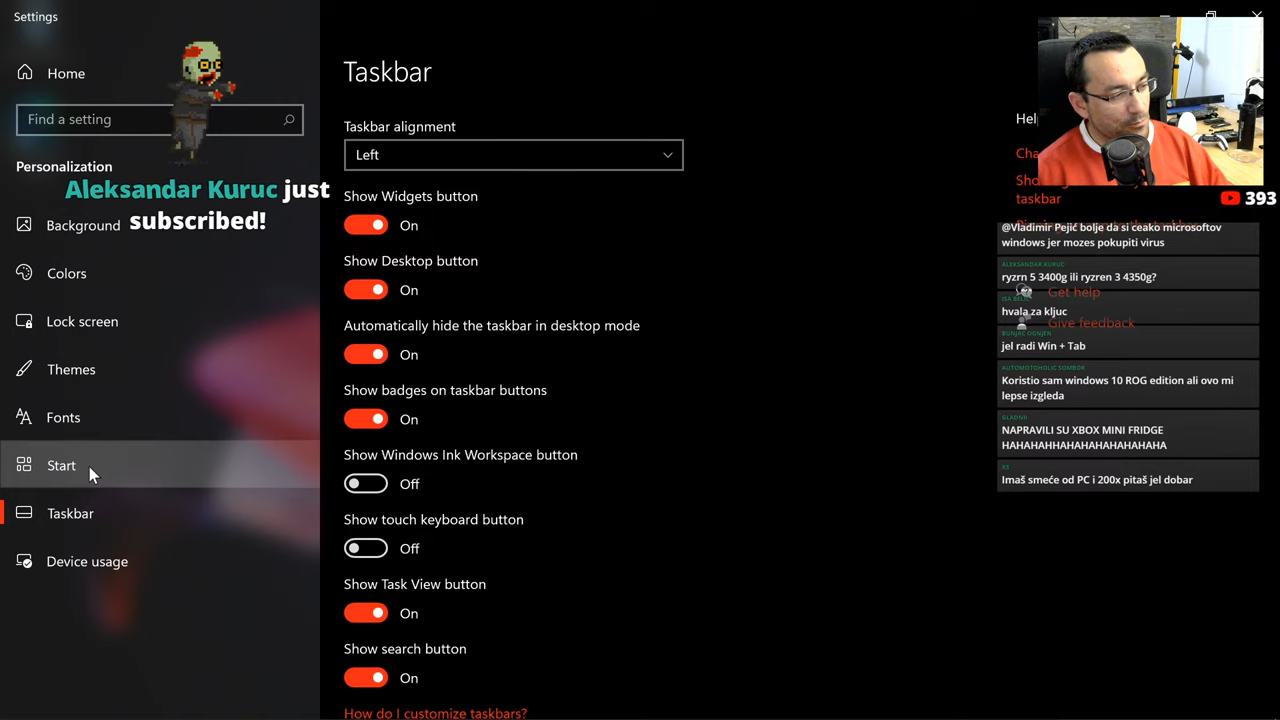 Settings
Home
Find a setting
Personalization
Aleksandar Kuruc just
subscribed!
Background
Colors
Lock screen
Themes
Fonts
Start
Taskbar
Device usage
Taskbar
Taskbar alignment
Left
Show Widgets button
On
Show Desktop button
On
Automatically hide the taskbar in desktop mode
On
Show badges on taskbar buttons
On
Show Windows Ink Workspace button
Off
Show touch keyboard button
Off
Show Task View button
On
Show search button
On
How do I customize taskbars?
taskbar
393
@Vladimir Pejić bolje da si ceako microsoftov
windows jer mozes pokupiti virus
ALEKSANDAR KURUC
ryzrn 5 3400g ili ryzren 3 4350g?
Get help
hvala za kljuc
Give feedback
BUNJAC OGNJEN
jel radi Win + Tab
AUTOMOTOHOLIC SOMBOR
Koristio sam windows 10 ROG edition ali ovo mi
lepse izgleda
GLADNII
NAPRAVILI SU XBOX MINI FRIDGE
HAHAHAHHAHAHAHAHAHAHA
Imaš smeće od PC i 200x pitaš jel dobar